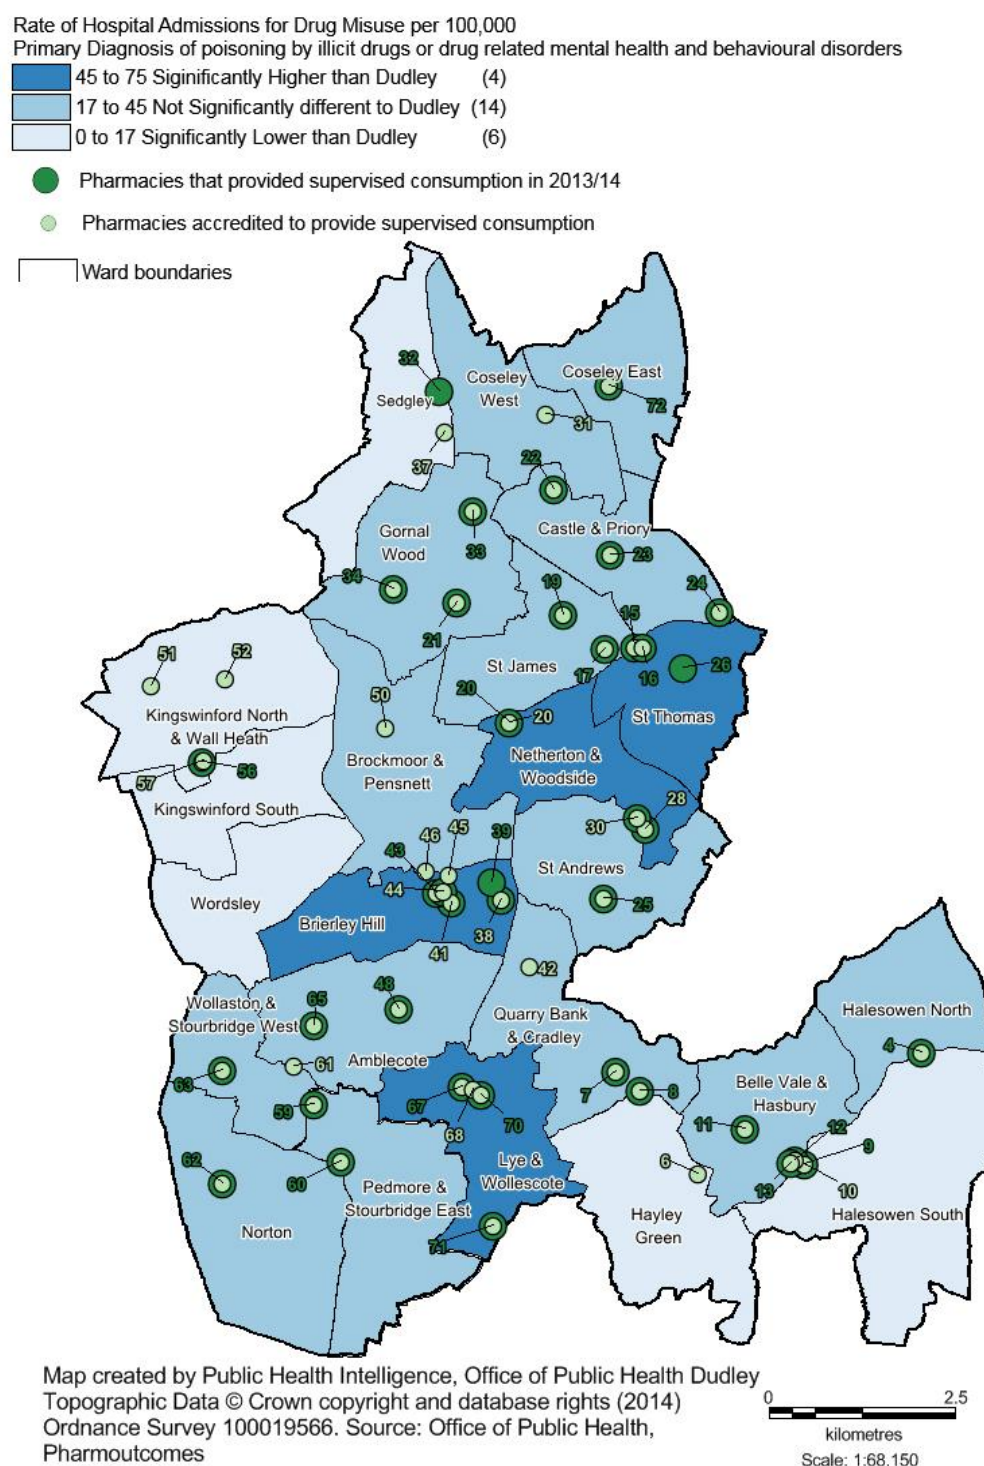 Rate of Hospital Admissions for Drug Misuse per 100,000
Primary Diagnosis of poisoning by illicit drugs or drug related mental health and behavioural disorders
45 to 75 Siginificantly Higher than Dudley (4)
17 to 45 Not Significantly different to Dudley (14)
0 to 17 Significantly Lower than Dudley (6)
Pharmacies that provided supervised consumption in 2013/14
Pharmacies accredited to provide supervised consumption
Ward boundaries
32
Coseley East
Coseley
West
Sedgley
72
31
37
22
Castle & Priory
Gornal
Wood
33
23
34
19
15
24
21
17
16
26
St James
51
52
50
20
20
St Thomas
Kingswinford North
& Wall Heath
Netherton &
Woodside
Brockmoor &
Pensnett
57
56
Kingswinford South
28
30
46
45
39
43
St Andrews
44
Wordsley
25
Brierley Hill
38
41
42
48
Wollaston &
Stourbridge West
65
Quarry Bank
& Cradley
Halesowen North
4
61
Amblecote
63
7
8
Belle Vale &
Hasbury
59
67
68
70
11
12
9
62
60
Lye &
Wollescote
6
13
10
Pedmore &
Stourbridge East
Hayley
Green
Halesowen South
Norton
71
Map created by Public Health Intelligence, Office of Public Health Dudley
Topographic Data © Crown copyright and database rights (2014)
Ordnance Survey 100019566. Source: Office of Public Health,
Pharmoutcomes
0 2.5
kilometres
Scale: 1:68,150